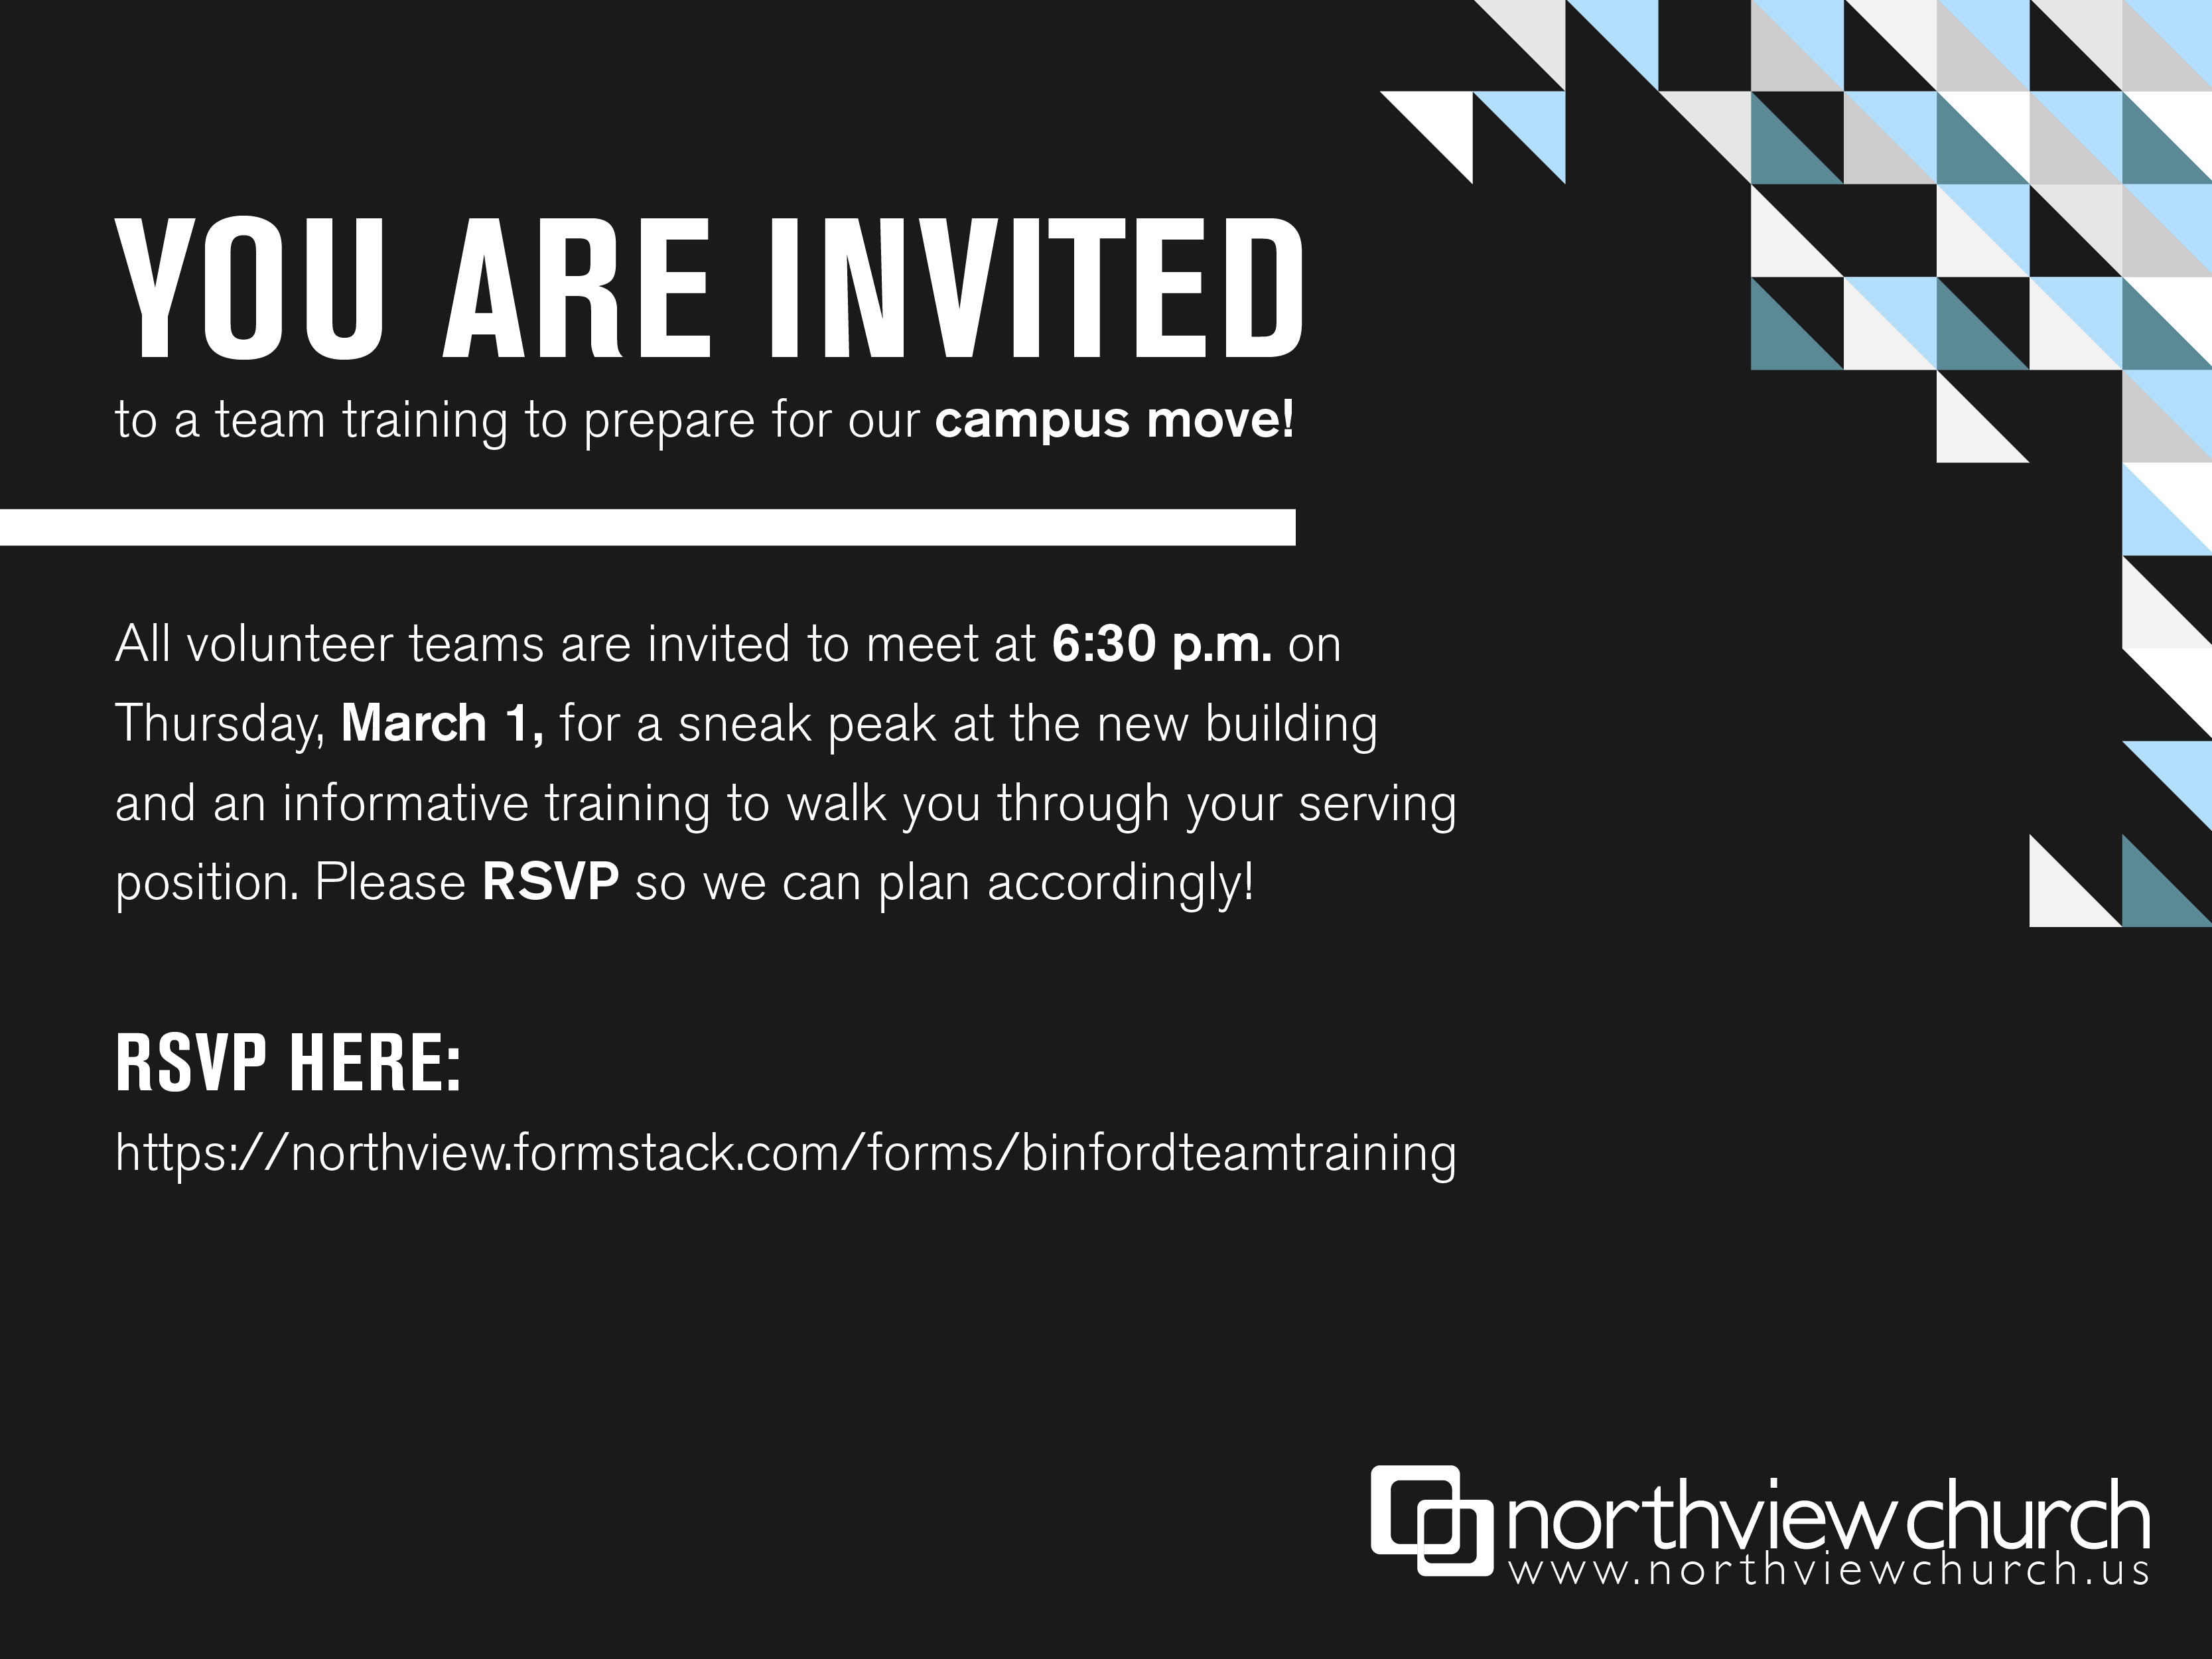 YOU ARE INVITED
to a team training to prepare for our campus move!
All volunteer teams are invited to meet at 6:30 p.m. on
Thursday, March 1, for a sneak peak at the new building
and an informative training to walk you through your serving
position. Please RSVP so we can plan accordingly!
RSVP HERE:
https://northview.formstack.com/forms/binfordteamtraining
northviewchurch
www.northviewchurch.us